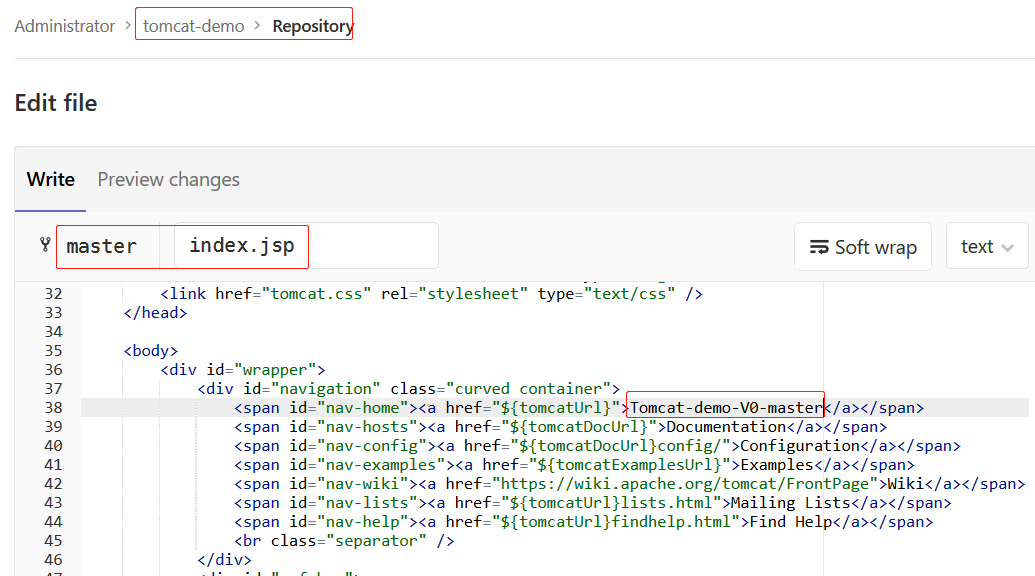 Administrator > tomcat-demo > Repository
Edit file
Write Preview changes
master index.jsp Soft wrap text
32 <link href="tomcat.css" rel="stylesheet" type="text/css" />
33 </head>
34
35 <body>
36 <div id="wrapper">
37 <div id="navigation" class="curved container">
38 <span id="nav-home"><a href="${tomcatUrl}">Tomcat-demo-V0-master</a></span>
39 <span id="nav-hosts"><a href="${tomcatDocUrl}">Documentation</a></span>
40 <span id="nav-config"><a href="${tomcatDocUrl}config/">Configuration</a></span>
41 <span id="nav-examples"><a href="${tomcatExamplesUrl}">Examples</a></span>
42 <span id="nav-wiki"><a href="https://wiki.apache.org/tomcat/FrontPage">Wiki</a></span>
43 <span id="nav-lists"><a href="${tomcatUrl}lists.html">Mailing Lists</a></span>
44 <span id="nav-help"><a href="${tomcatUrl}findhelp.html">Find Help</a></span>
45 <br class="separator" />
46 </div>